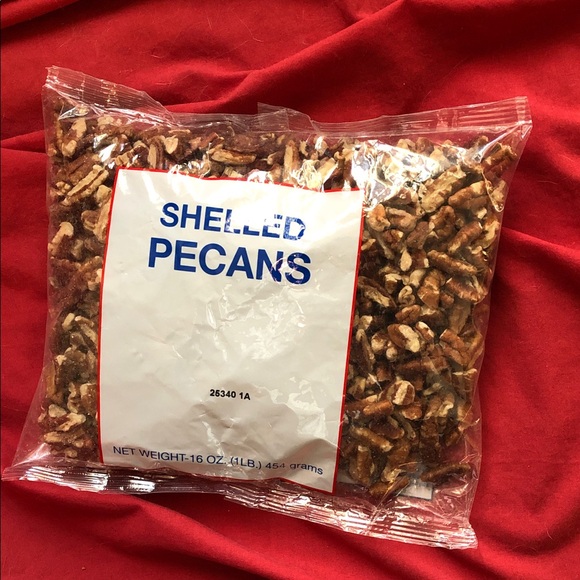 SHELLED
PECANS
25340 1A
NET WEIGHT-16 OZ. (1LB.) 454 grams